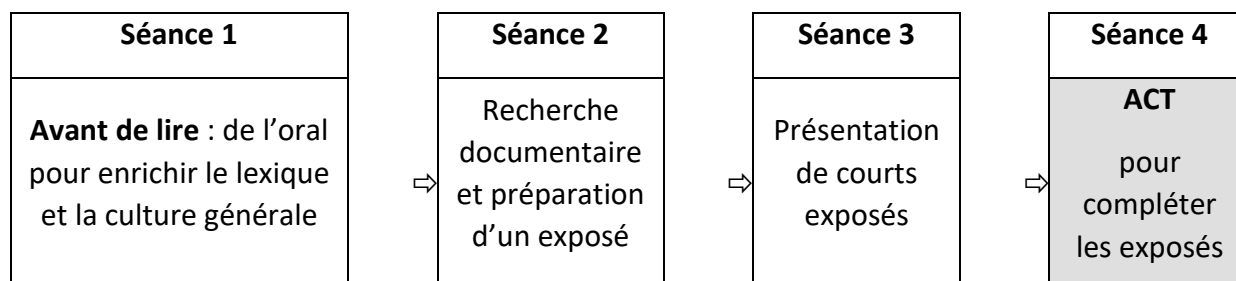 Séance 1
Avant de lire : de l’oral
pour enrichir le lexique
et la culture générale
⇨
Séance 2
Recherche
documentaire
et préparation
d’un exposé
⇨
Séance 3
Présentation
de courts
exposés
⇨
Séance 4
ACT
pour
compléter
les exposés